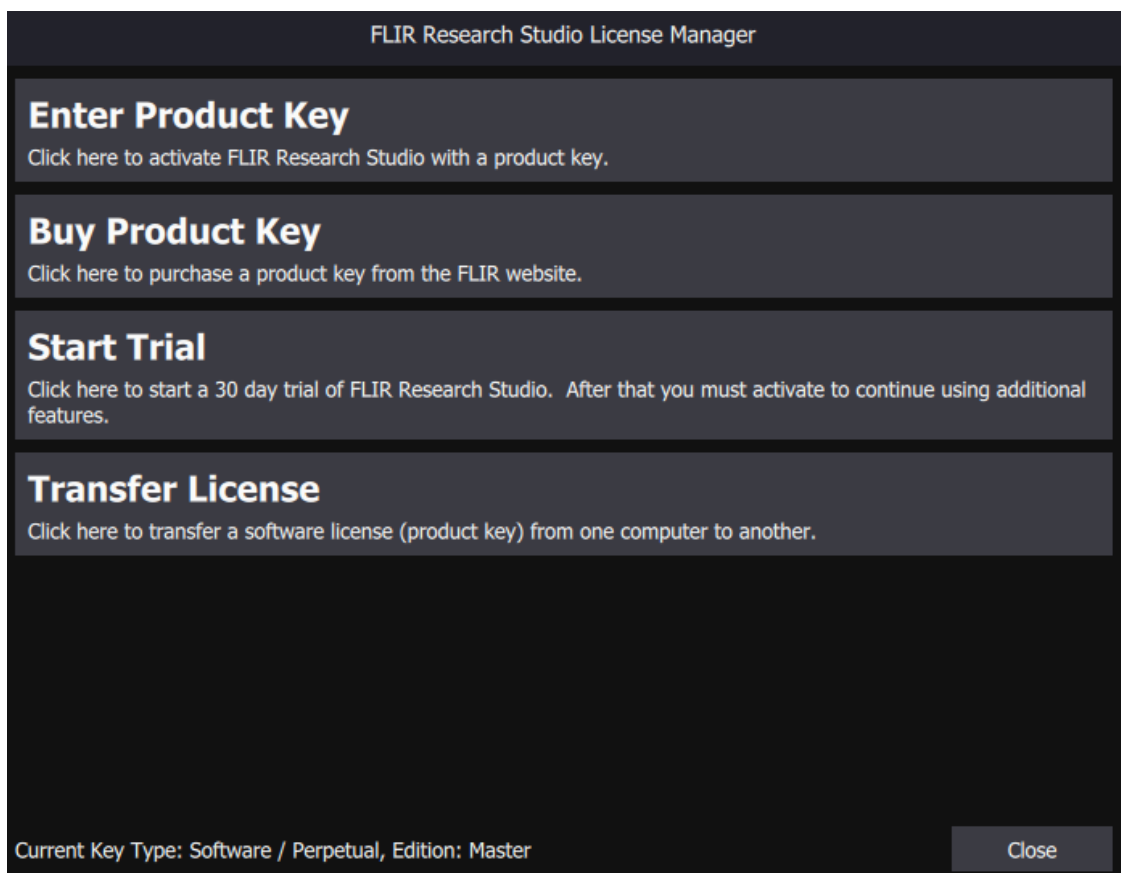 FLIR Research Studio License Manager
Enter Product Key
Click here to activate FLIR Research Studio with a product key.
Buy Product Key
Click here to purchase a product key from the FLIR website.
Start Trial
Click here to start a 30 day trial of FLIR Research Studio.  After that you must activate to continue using additional
features.
Transfer License
Click here to transfer a software license (product key) from one computer to another.
Current Key Type: Software / Perpetual, Edition: Master
Close